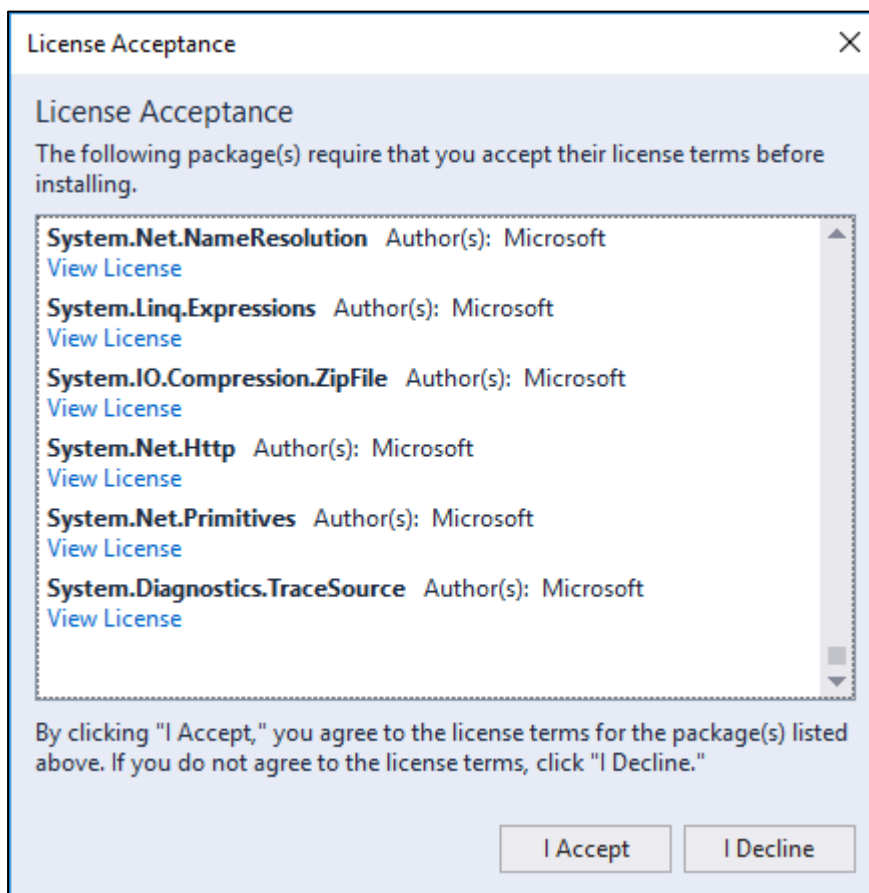 License Acceptance
License Acceptance
The following package(s) require that you accept their license terms before
installing.
System.Net.NameResolution Author(s): Microsoft
View License
System.Linq.Expressions Author(s): Microsoft
View License
System.IO.Compression.ZipFile Author(s): Microsoft
View License
System.Net.Http Author(s): Microsoft
View License
System.Net.Primitives Author(s): Microsoft
View License
System.Diagnostics.TraceSource Author(s): Microsoft
View License
By clicking "I Accept," you agree to the license terms for the package(s) listed
above. If you do not agree to the license terms, click "I Decline."
I Accept I Decline